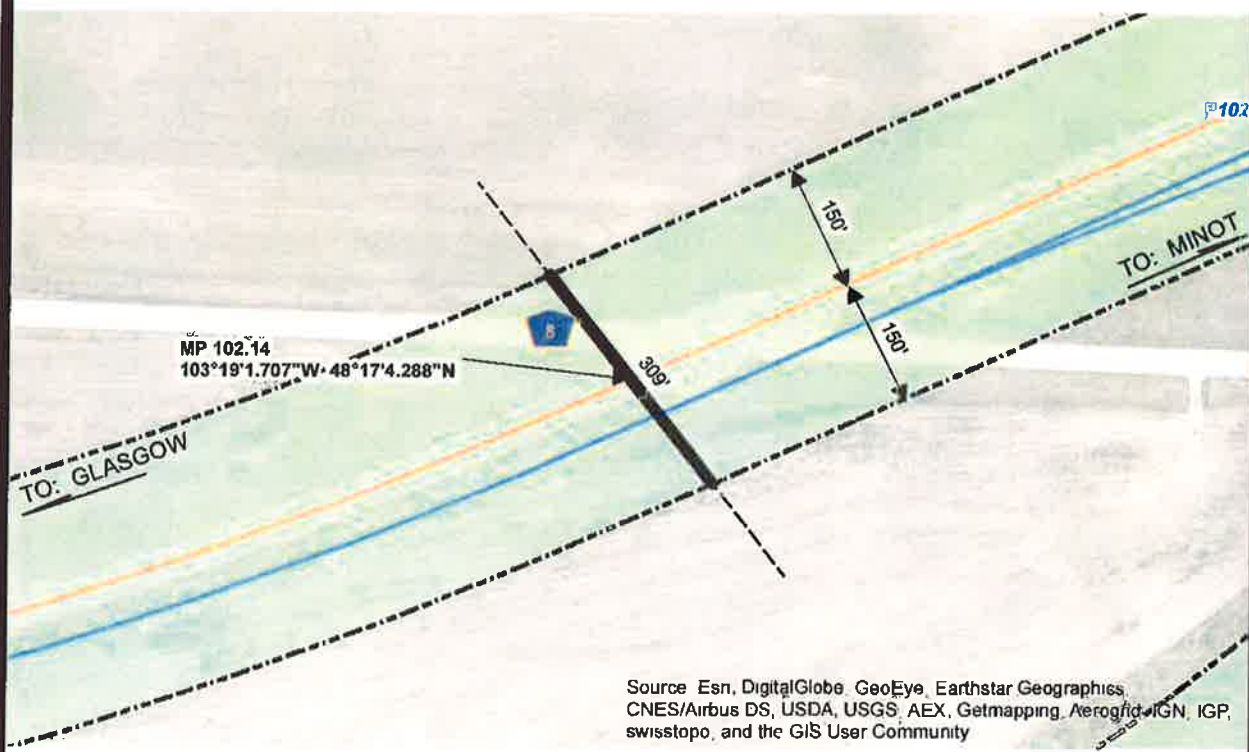 102
150'
TO: MINOT
150'
8
MP 102.14
103°19'1.707"W 48°17'4.288"N
309'
TO: GLASGOW
Source Esri, DigitalGlobe, GeoEye, Earthstar Geographics,
CNES/Airbus DS, USDA, USGS, AEX, Getmapping, Aerogrid, IGN, IGP,
swisstopo, and the GIS User Community